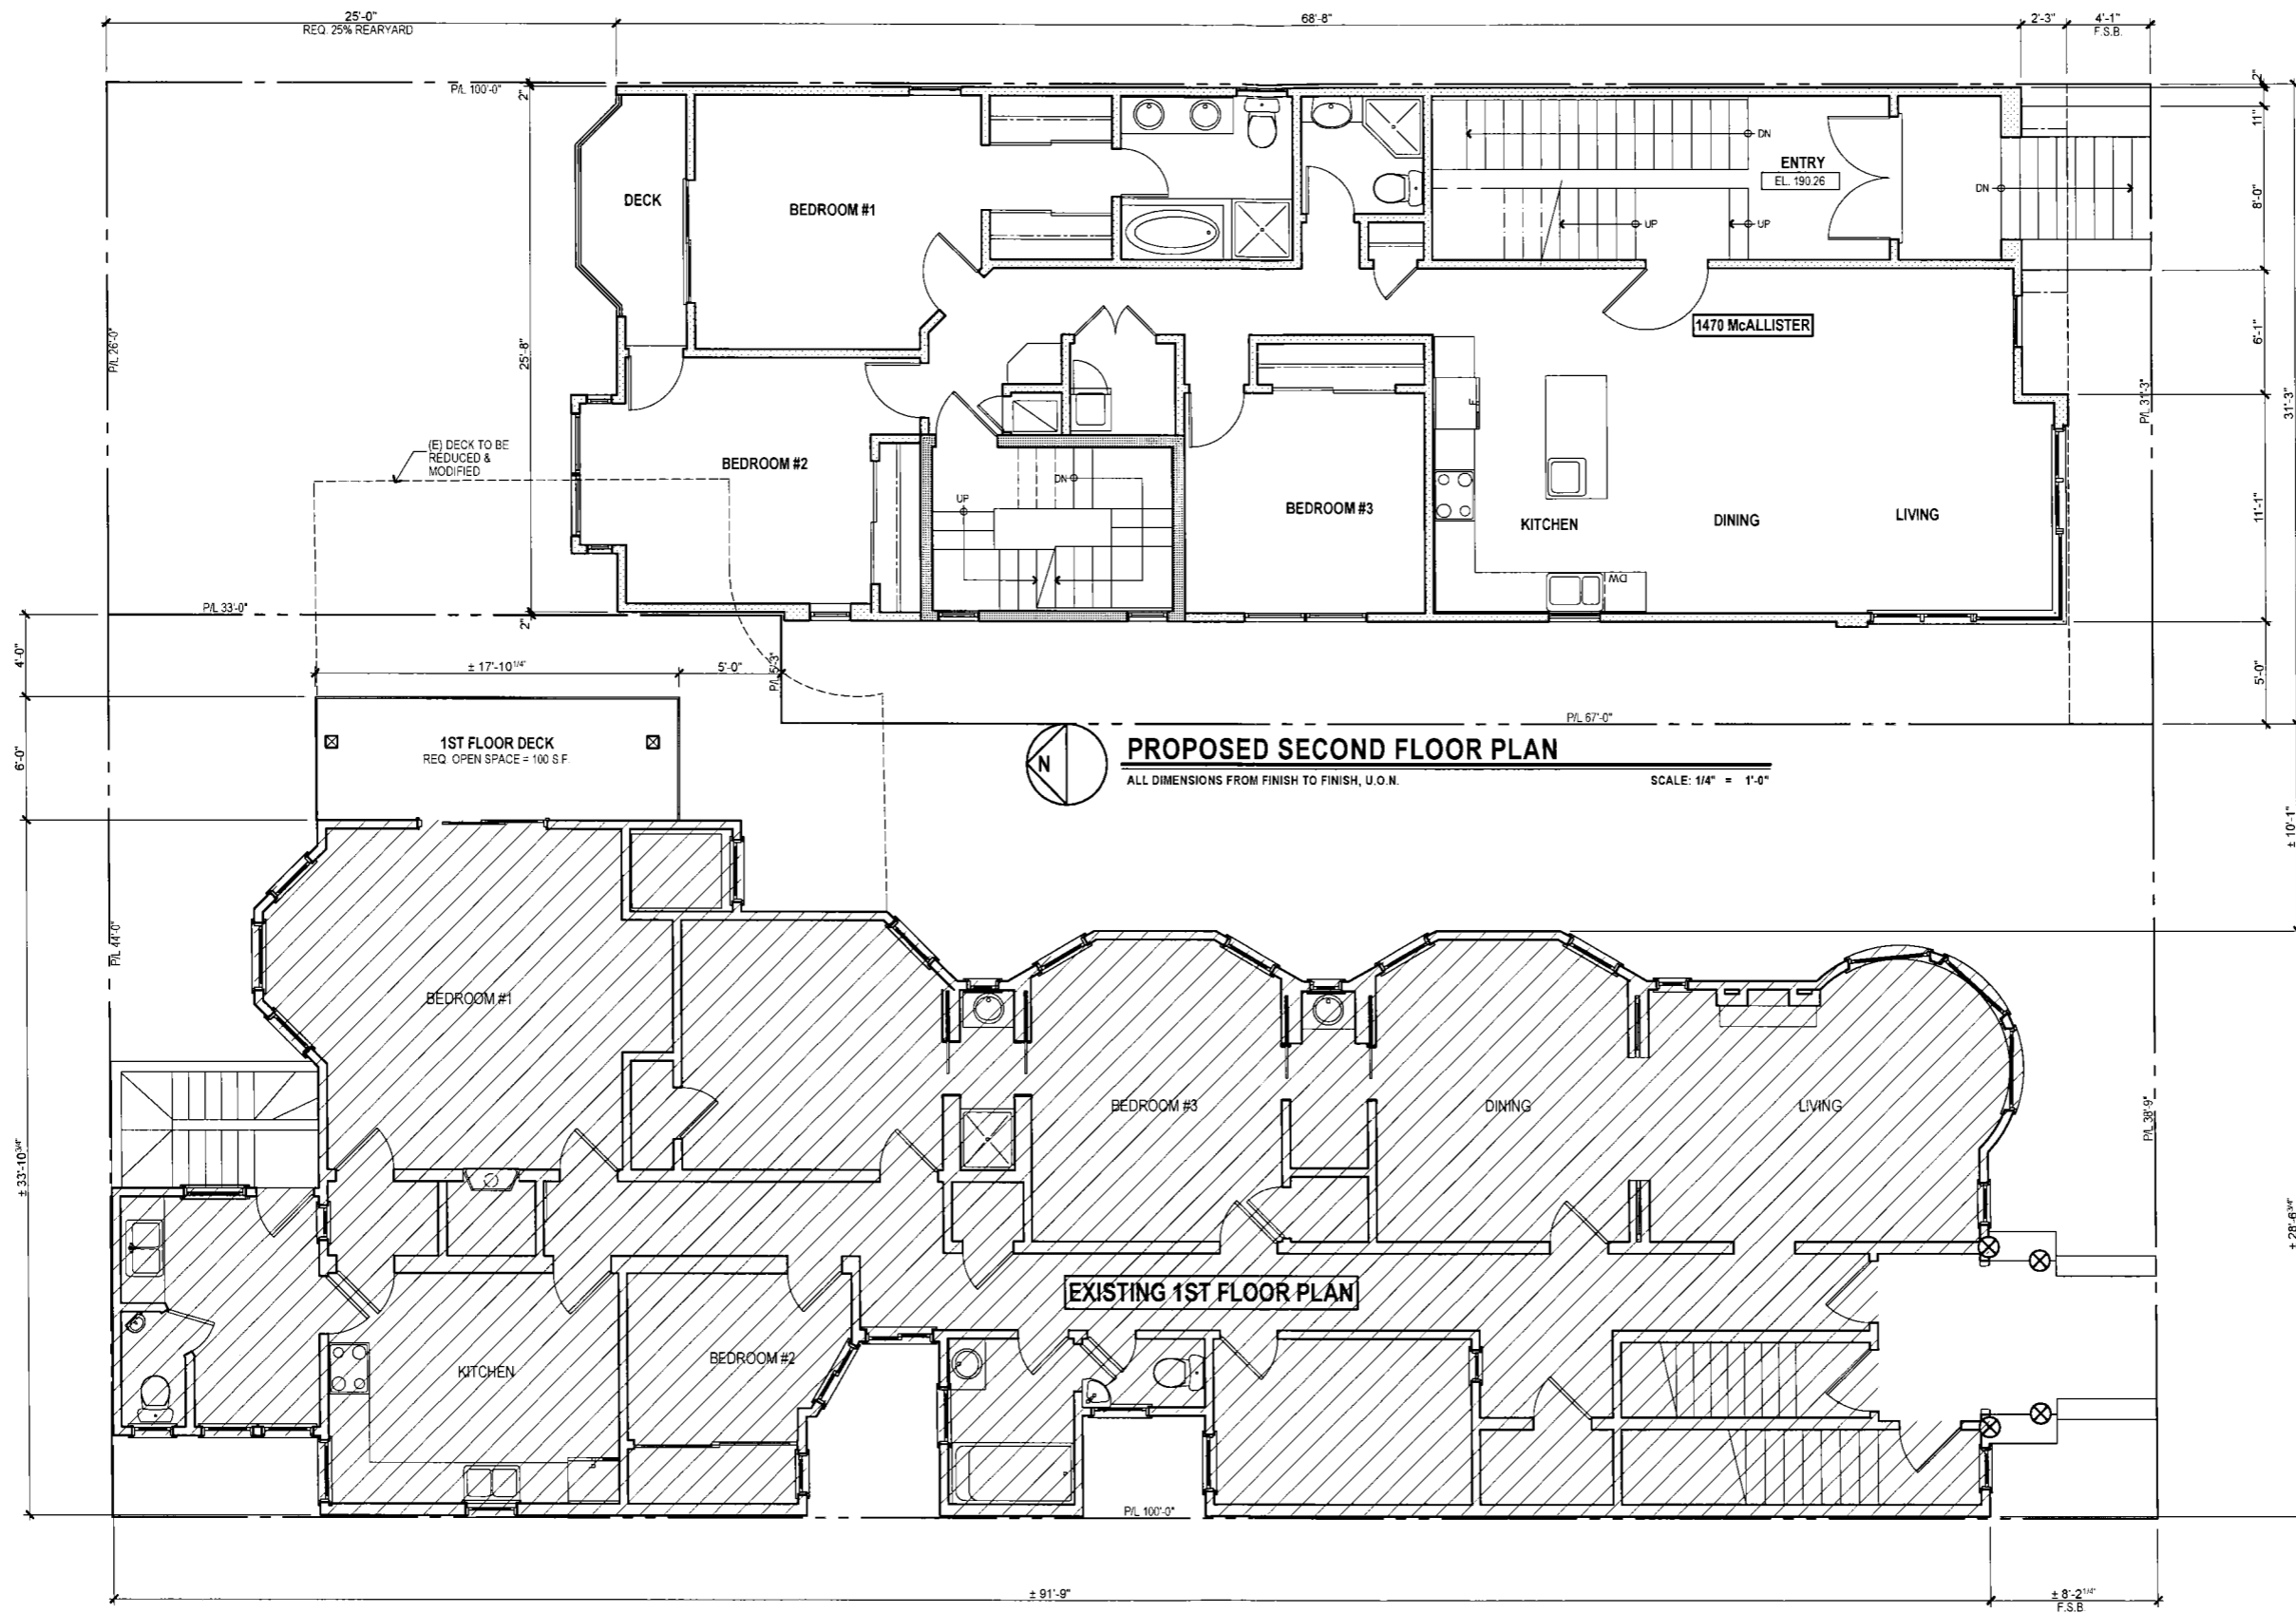 25'-0"
REQ. 25% REARYARD
68'-8"
2'-3"
4'-1"
F.S.B.
P/L 100'-0"
2"
2"
11"
DN
ENTRY
EL. 190.26
DN
8'-0"
DECK
BEDROOM #1
UP
UP
1470 McALLISTER
6'-1"
P/L 26'-0"
25'-8"
P/L 31'-3"
31'-3"
F
(E) DECK TO BE
REDUCED &
MODIFIED
BEDROOM #2
DN
UP
BEDROOM #3
KITCHEN
DINING
LIVING
11'-1"
DW
P/L 33'-0"
2"
4'-0"
± 17'-10 1/4"
5'-0"
P/L 5'-3"
5'-0"
P/L 67'-0"
1ST FLOOR DECK
REQ. OPEN SPACE = 100 S.F.
6'-0"
N
PROPOSED SECOND FLOOR PLAN
ALL DIMENSIONS FROM FINISH TO FINISH, U.O.N.
SCALE: 1/4" = 1'-0"
± 10'-1"
P/L 44'-0"
BEDROOM #1
BEDROOM #3
DINING
LIVING
P/L 38'-9"
± 33'-10 3/4"
± 28'-6 3/4"
EXISTING 1ST FLOOR PLAN
KITCHEN
BEDROOM #2
P/L 100'-0"
± 91'-9"
± 8'-2 1/4"
F.S.B.